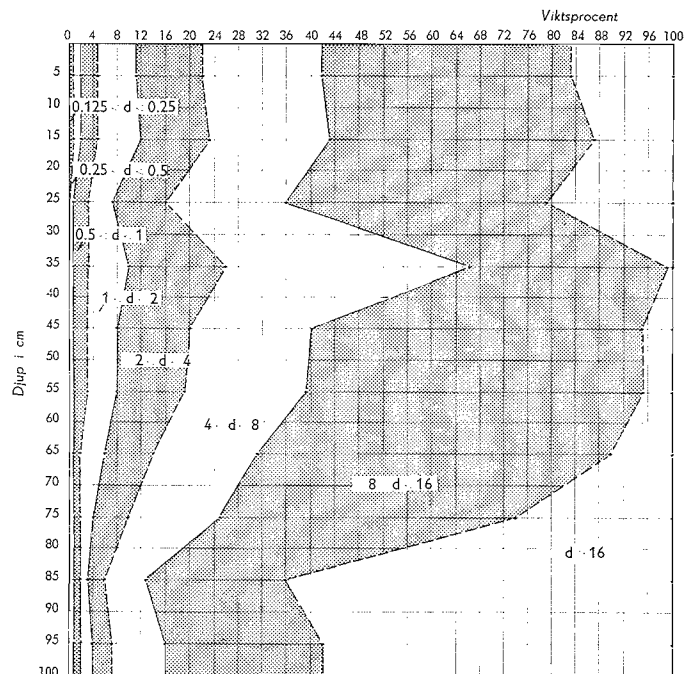 Viktsprocent
0 4 8 12 16 20 24 28 32 36 40 44 48 52 56 60 64 68 72 76 80 84 88 92 96 100
5
10
0.125 · d · 0.25
15
20
0.25 · d · 0.5
25
30
0.5 · d · 1
35
40
1 · d · 2
45
50
2 · d · 4
55
60
4 · d · 8
65
70
8 d · 16
75
80
d · 16
85
90
95
100
Djup i cm